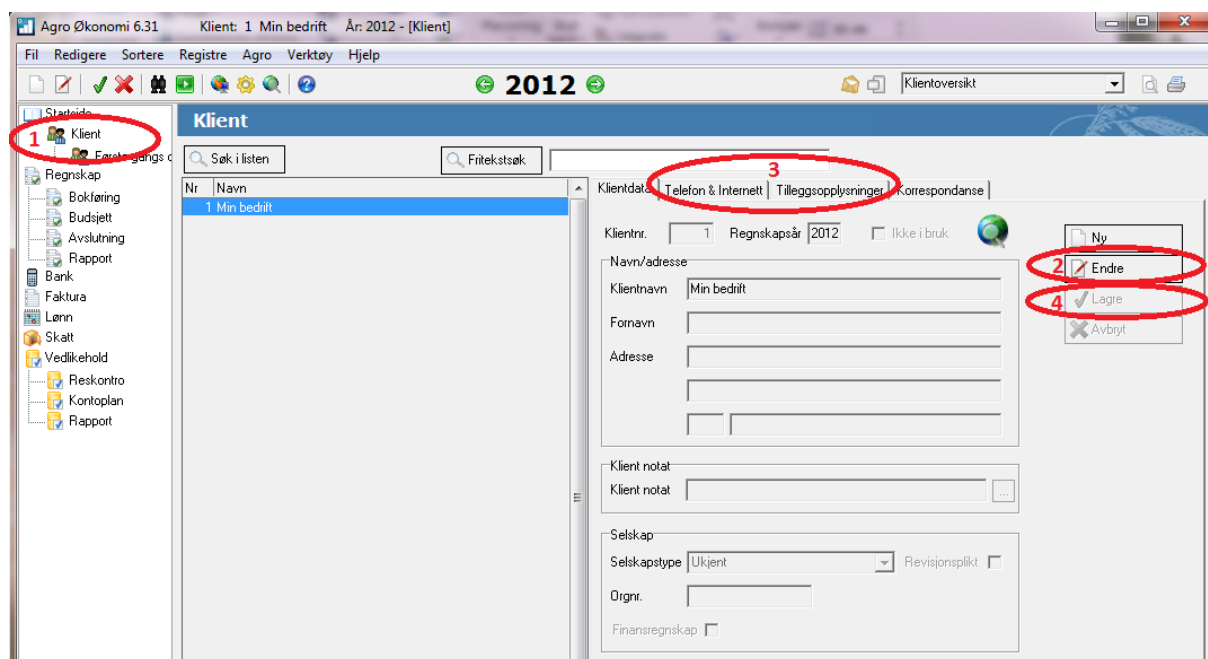 Agro Økonomi 6.31 Klient: 1 Min bedrift År: 2012 - [Klient]
Fil Redigere Sortere Registre Agro Verktøy Hjelp
2012 Klientoversikt
Startside
1 Klient
Første gangs
Regnskap
Bokføring
Budsjett
Avslutning
Rapport
Bank
Faktura
Lønn
Skatt
Vedlikehold
Reskontro
Kontoplan
Rapport
Klient
Søk i listen Fritekstsøk
Nr Navn
1 Min bedrift
3
Klientdata Telefon & Internett Tilleggsopplysninger Korrespondanse
Klientnr. 1 Regnskapsår 2012 Ikke i bruk
Navn/adresse
Klientnavn Min bedrift
Fornavn
Adresse
Klient notat
Klient notat ...
Selskap
Selskapstype Ukjent Revisjonsplikt
Orgnr.
Finansregnskap
Ny
2 Endre
4 Lagre
Avbryt